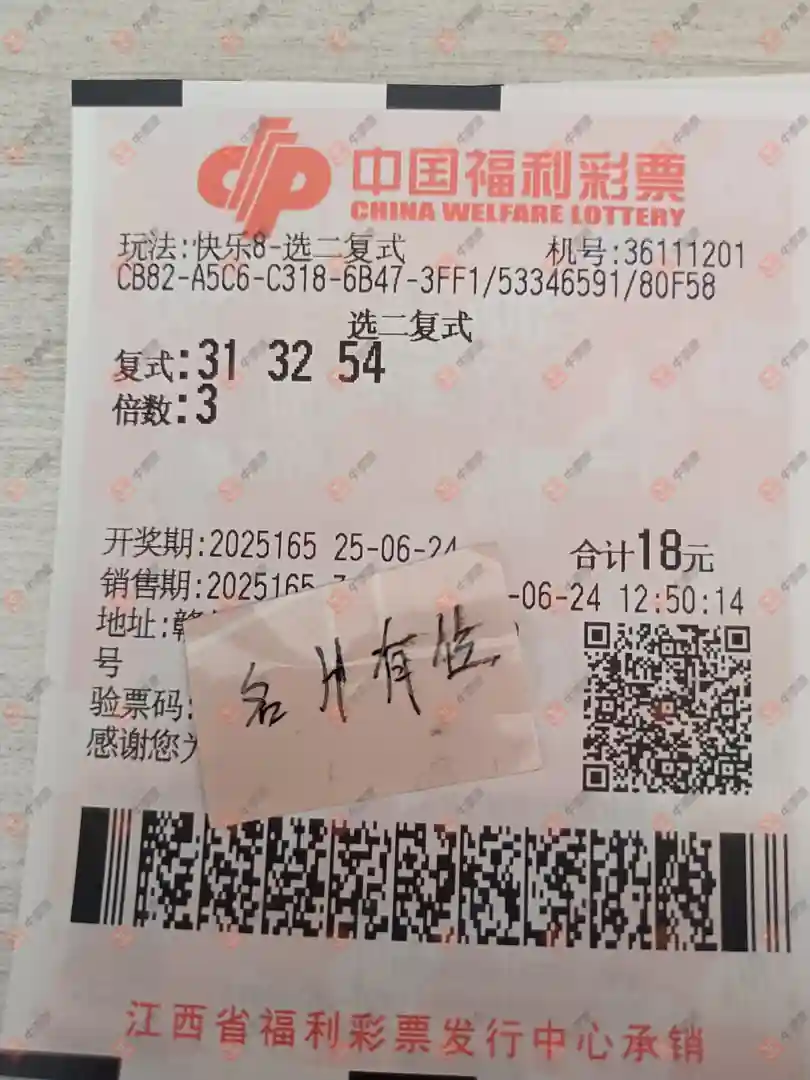 中国福利彩票
CHINA WELFARE LOTTERY
玩法:快乐8-选二复式 机号:36111201
CB82-A5C6-C318-6B47-3FF1/53346591/80F58
选二复式
复式:31 32 54
倍数:3
开奖期:2025165 25-06-24 合计18元
销售期:2025165 -06-24 12:50:14
地址:赣
号
名 有
验票码:
感谢您为
江西省福利彩票发行中心承销